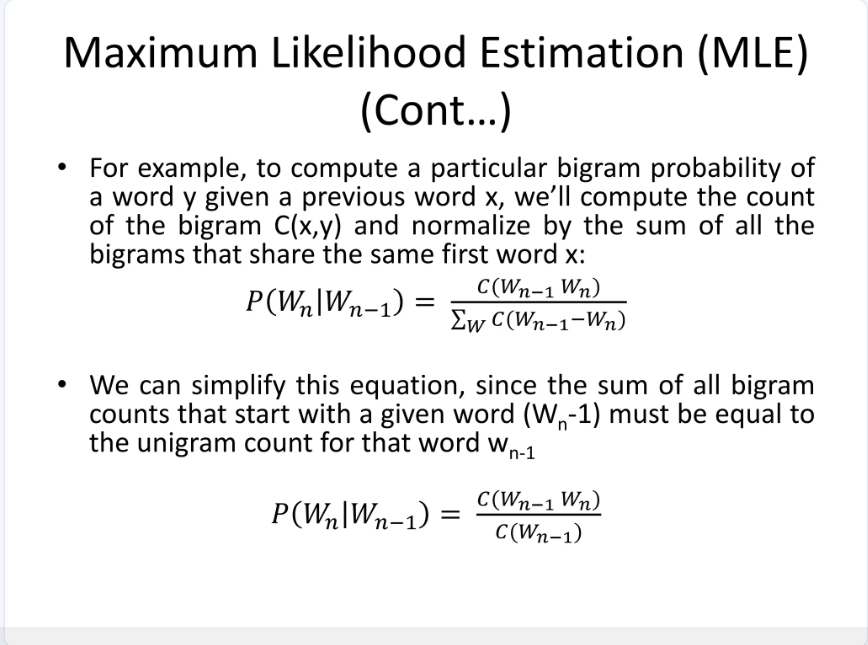 Maximum Likelihood Estimation (MLE)
(Cont...)
• For example, to compute a particular bigram probability of
a word y given a previous word x, we'll compute the count
of the bigram C(x,y) and normalize by the sum of all the
bigrams that share the same first word x:
P(Wₙ|Wₙ₋₁) = C(Wₙ₋₁ Wₙ) / ∑_W C(Wₙ₋₁−Wₙ)
• We can simplify this equation, since the sum of all bigram
counts that start with a given word (Wₙ-1) must be equal to
the unigram count for that word wₙ₋₁
P(Wₙ|Wₙ₋₁) = C(Wₙ₋₁ Wₙ) / C(Wₙ₋₁)